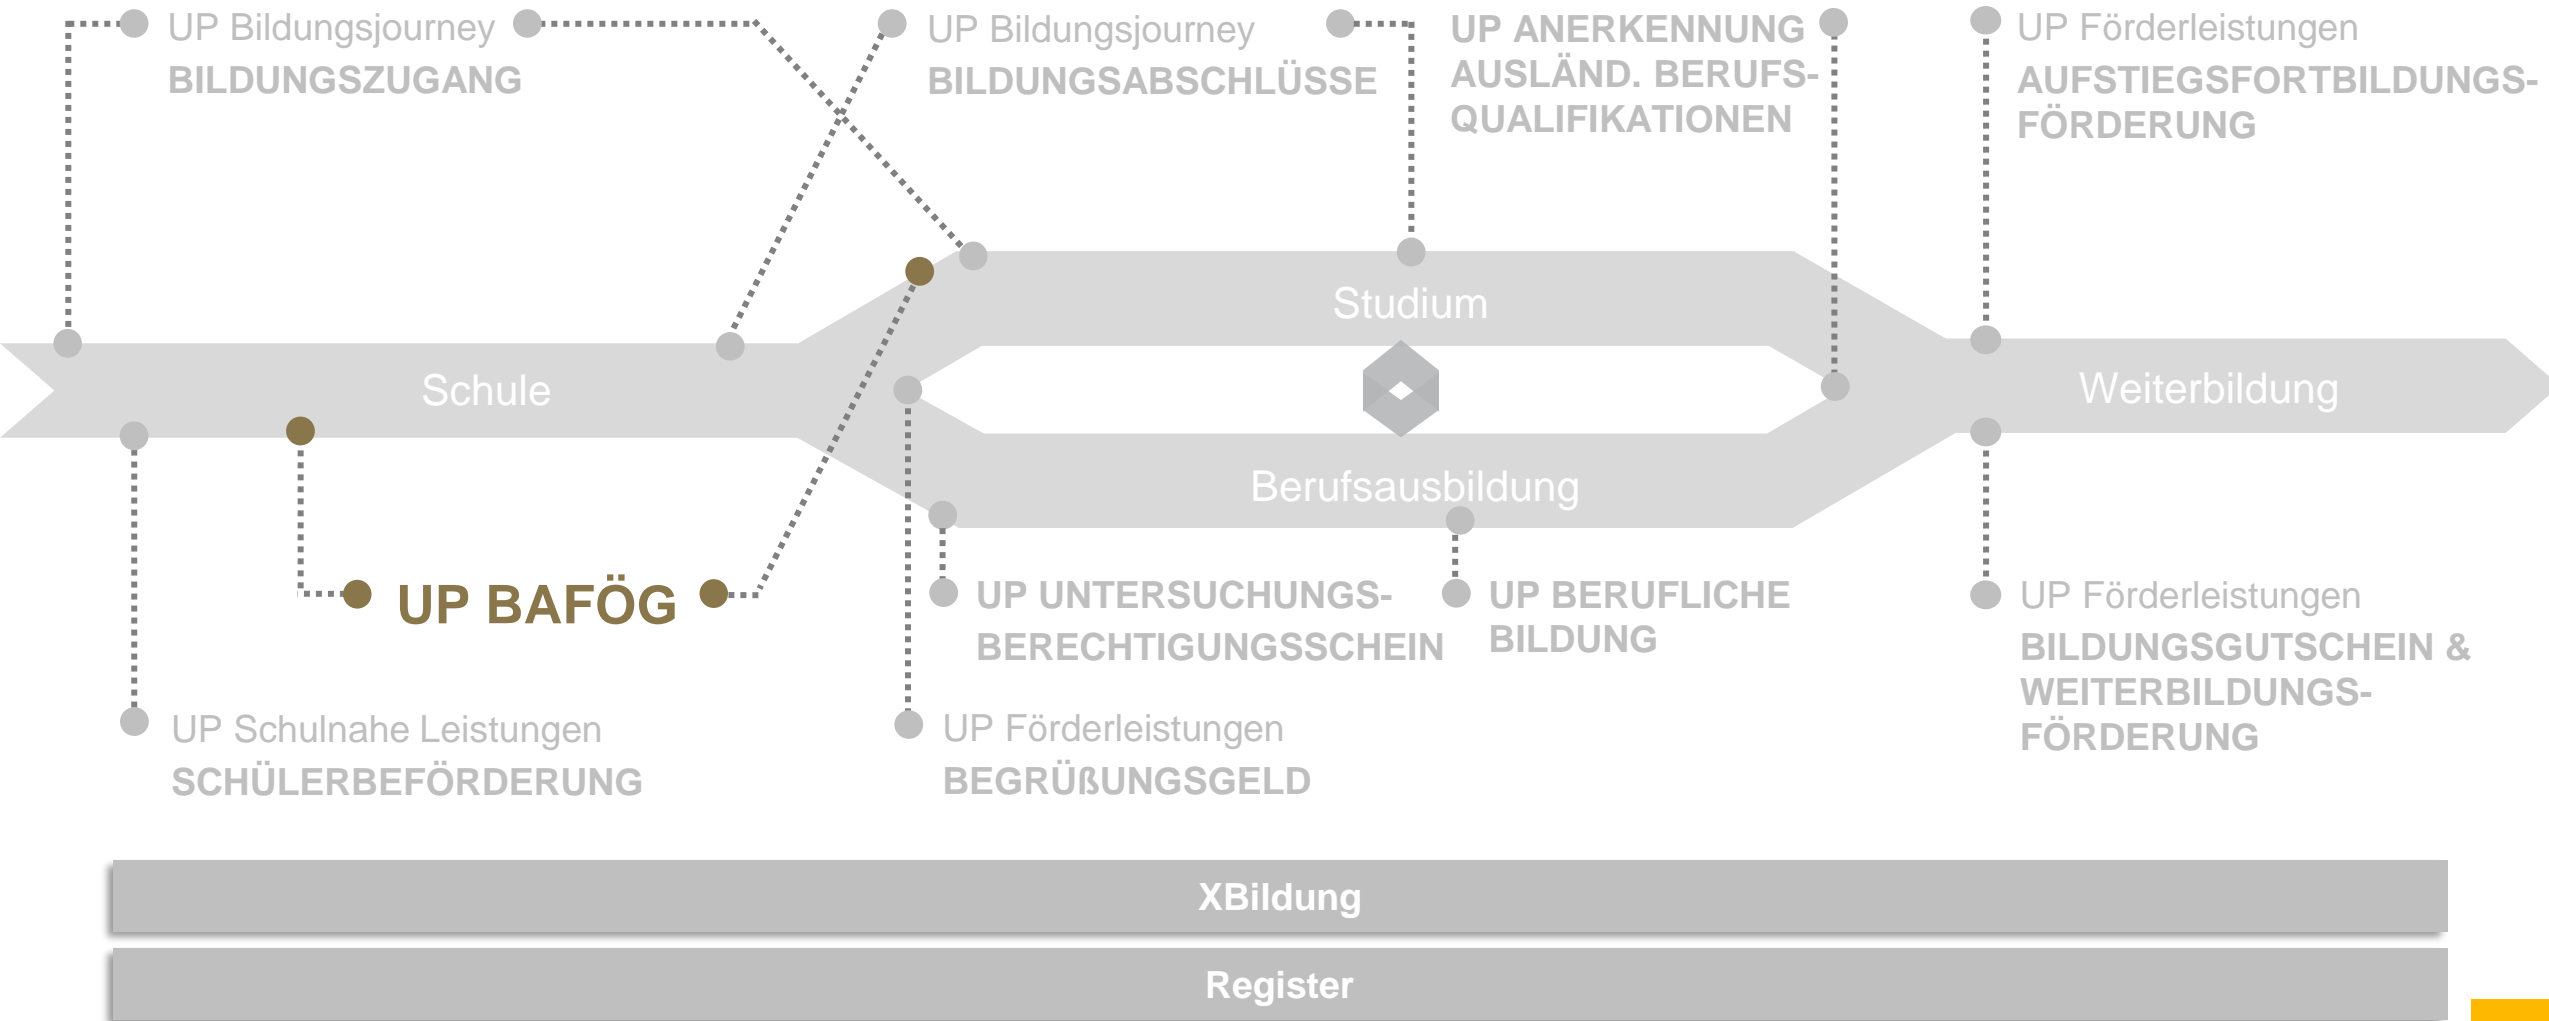 UP Bildungsjourney
BILDUNGSZUGANG
UP Bildungsjourney
BILDUNGSABSCHLÜSSE
UP ANERKENNUNG
AUSLÄND. BERUFS-
QUALIFIKATIONEN
UP Förderleistungen
AUFSTIEGSFORTBILDUNGS-
FÖRDERUNG
Studium
Schule
Weiterbildung
Berufsausbildung
UP BAFÖG
UP UNTERSUCHUNGS-
BERECHTIGUNGSSCHEIN
UP BERUFLICHE
BILDUNG
UP Förderleistungen
BILDUNGSGUTSCHEIN &
WEITERBILDUNGS-
FÖRDERUNG
UP Schulnahe Leistungen
SCHÜLERBEFÖRDERUNG
UP Förderleistungen
BEGRÜßUNGSGELD
XBildung
Register